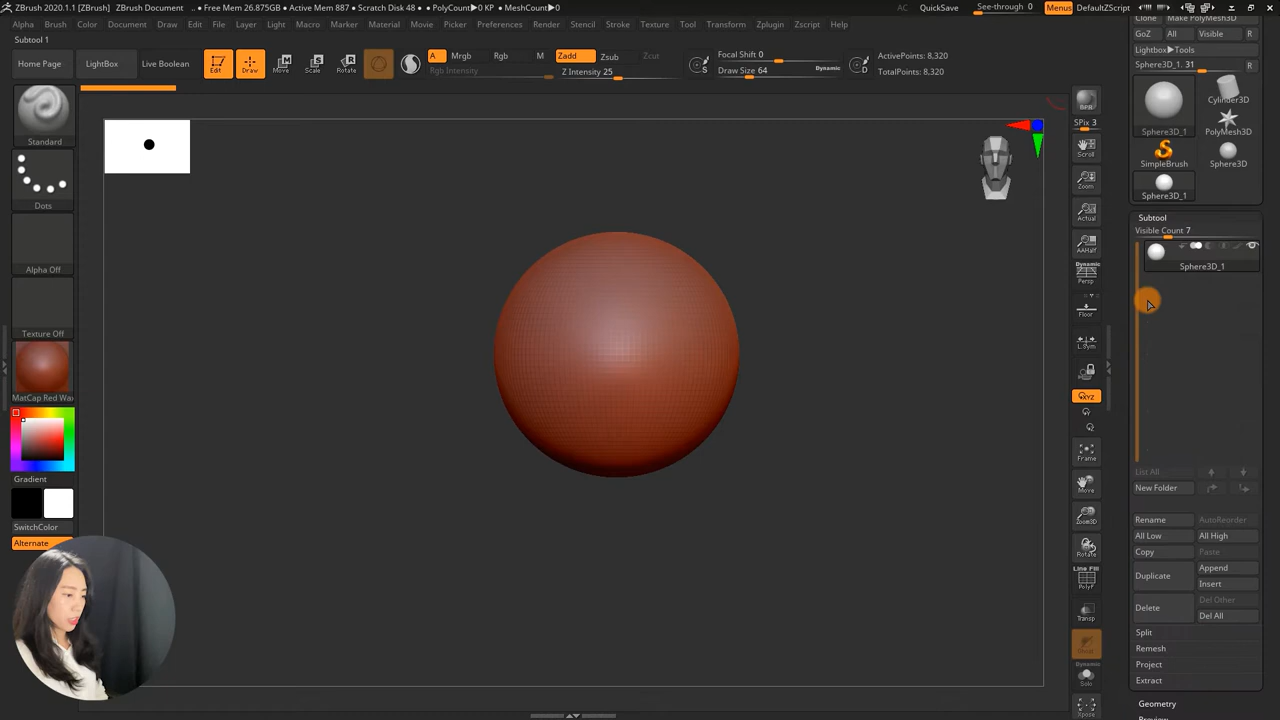 ZBrush 2020.1.1 [ZBrush] ZBrush Document .. • Free Mem 26.875GB • Active Mem 887 • Scratch Disk 48 • PolyCount▶0 KP • MeshCount▶0
AC QuickSave See-through 0 Menus DefaultZScript
Alpha Brush Color Document Draw Edit File Layer Light Macro Marker Material Movie Picker Preferences Render Stencil Stroke Texture Tool Transform Zplugin Zscript
Subtool 1
Home Page LightBox Live Boolean Edit Draw Move Scale Rotate
A Mrgb Rgb M Zadd Zsub Zcut
Rgb Intensity Z Intensity 25
Focal Shift 0
Draw Size 64 Dynamic
S
D
ActivePoints: 8,320
TotalPoints: 8,320
Standard
Dots
Alpha Off
Texture Off
MatCap Red Wax
Gradient
SwitchColor
Alternate
BPR
SPix 3
Scroll
Zoom
Actual
AAHalf
Dynamic
Persp
Floor
L.Sym
XYZ
Frame
Move
Zoom3D
Rotate
Line Fill
PolyF
Transp
Dynamic
Solo
Xpose
Clone Make PolyMesh3D
GoZ All Visible R
Lightbox▶Tools
Sphere3D_1. 31 R
Sphere3D_1
Cylinder3D
PolyMesh3D
SimpleBrush
Sphere3D
Sphere3D_1
Subtool
Visible Count 7
Sphere3D_1
List All
New Folder
Rename AutoReorder
All Low All High
Copy Paste
Duplicate Append
Insert
Delete Del Other
Del All
Split
Remesh
Project
Extract
Geometry